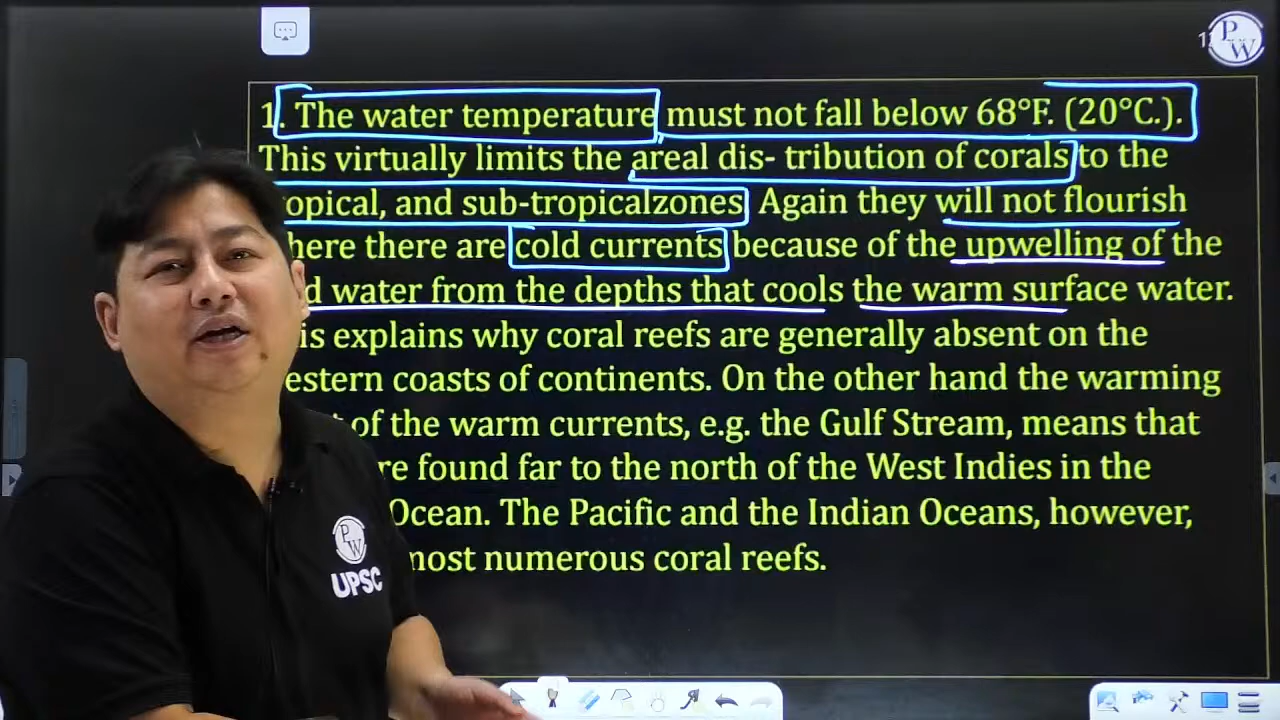 1. The water temperature must not fall below 68°F. (20°C.).
This virtually limits the areal dis- tribution of corals to the
opical, and sub-tropicalzones. Again they will not flourish
here there are cold currents because of the upwelling of the
d water from the depths that cools the warm surface water.
is explains why coral reefs are generally absent on the
estern coasts of continents. On the other hand the warming
of the warm currents, e.g. the Gulf Stream, means that
re found far to the north of the West Indies in the
Ocean. The Pacific and the Indian Oceans, however,
most numerous coral reefs.
PW
PW
UPSC